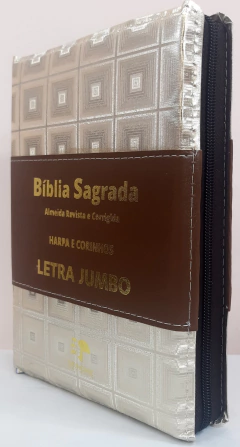 Bíblia Sagrada
Almeida Revista e Corrigida
HARPA E CORINHOS
LETRA JUMBO